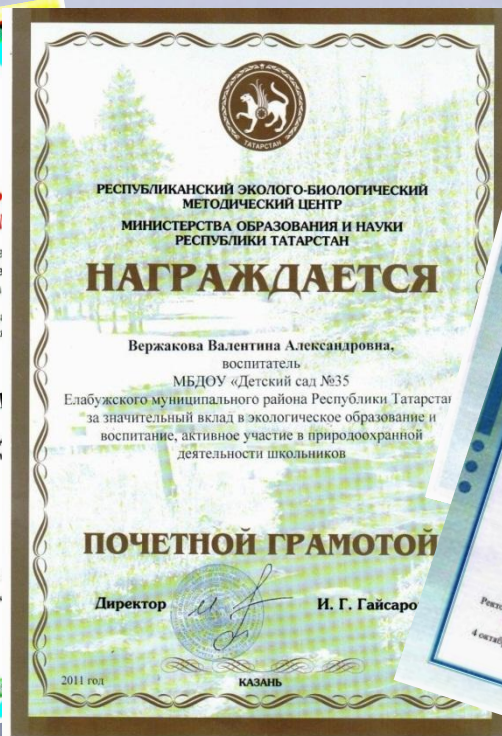 ТАТАРСТАН
РЕСПУБЛИКАНСКИЙ ЭКОЛОГО-БИОЛОГИЧЕСКИЙ
МЕТОДИЧЕСКИЙ ЦЕНТР
МИНИСТЕРСТВА ОБРАЗОВАНИЯ И НАУКИ
РЕСПУБЛИКИ ТАТАРСТАН
НАГРАЖДАЕТСЯ
Вержакова Валентина Александровна,
воспитатель
МБДОУ «Детский сад №35
Елабужского муниципального района Республики Татарстан
за значительный вклад в экологическое образование и
воспитание, активное участие в природоохранной
деятельности школьников
ПОЧЕТНОЙ ГРАМОТОЙ
Директор И. Г. Гайсаро
2011 год КАЗАНЬ
4 октяб